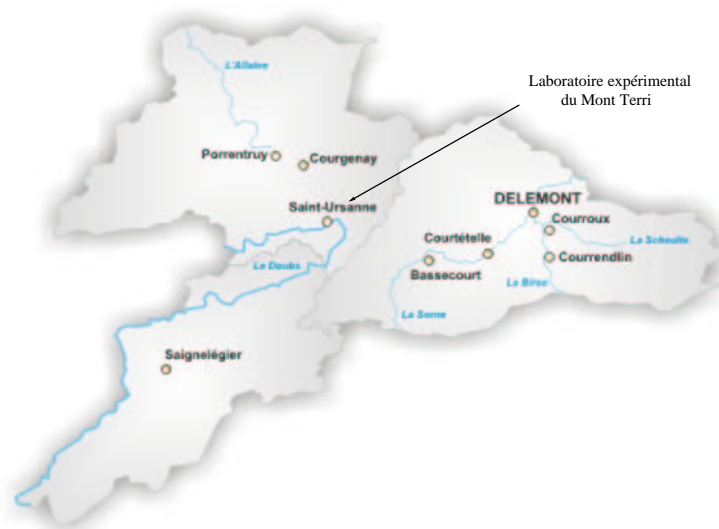 L'Allaine
Laboratoire expérimental
du Mont Terri
Porrentruy
Courgenay
Saint-Ursanne
DELEMONT
Courroux
La Scheulte
Courtételle
Courrendlin
Bassecourt
Le Doubs
La Birse
La Sorne
Saignelégier